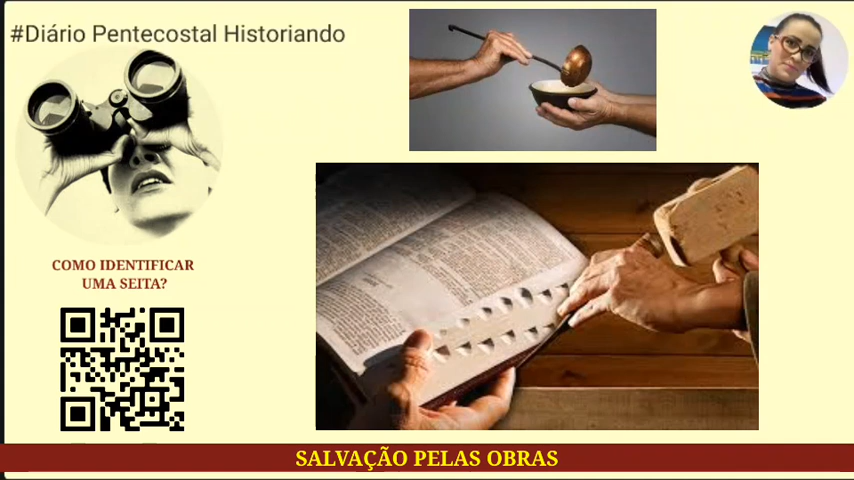 #Diário Pentecostal Historiando
COMO IDENTIFICAR
UMA SEITA?
SALVAÇÃO PELAS OBRAS